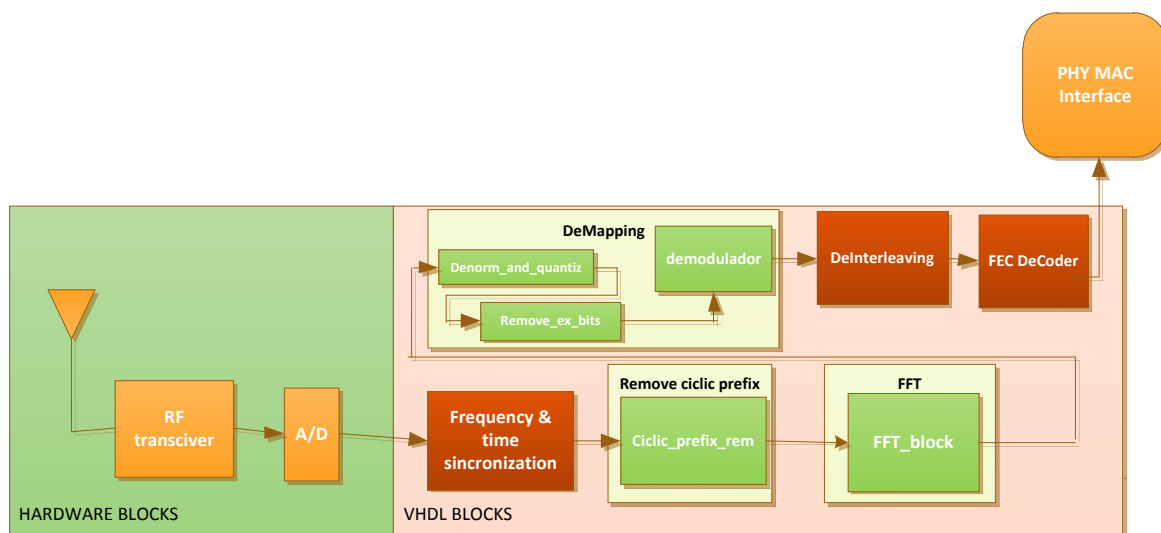 PHY MAC
Interface
DeMapping
Denorm_and_quantiz
demodulador
Remove_ex_bits
DeInterleaving
FEC DeCoder
RF
transciver
A/D
Frequency &
time
sincronization
Remove ciclic prefix
Ciclic_prefix_rem
FFT
FFT_block
HARDWARE BLOCKS
VHDL BLOCKS